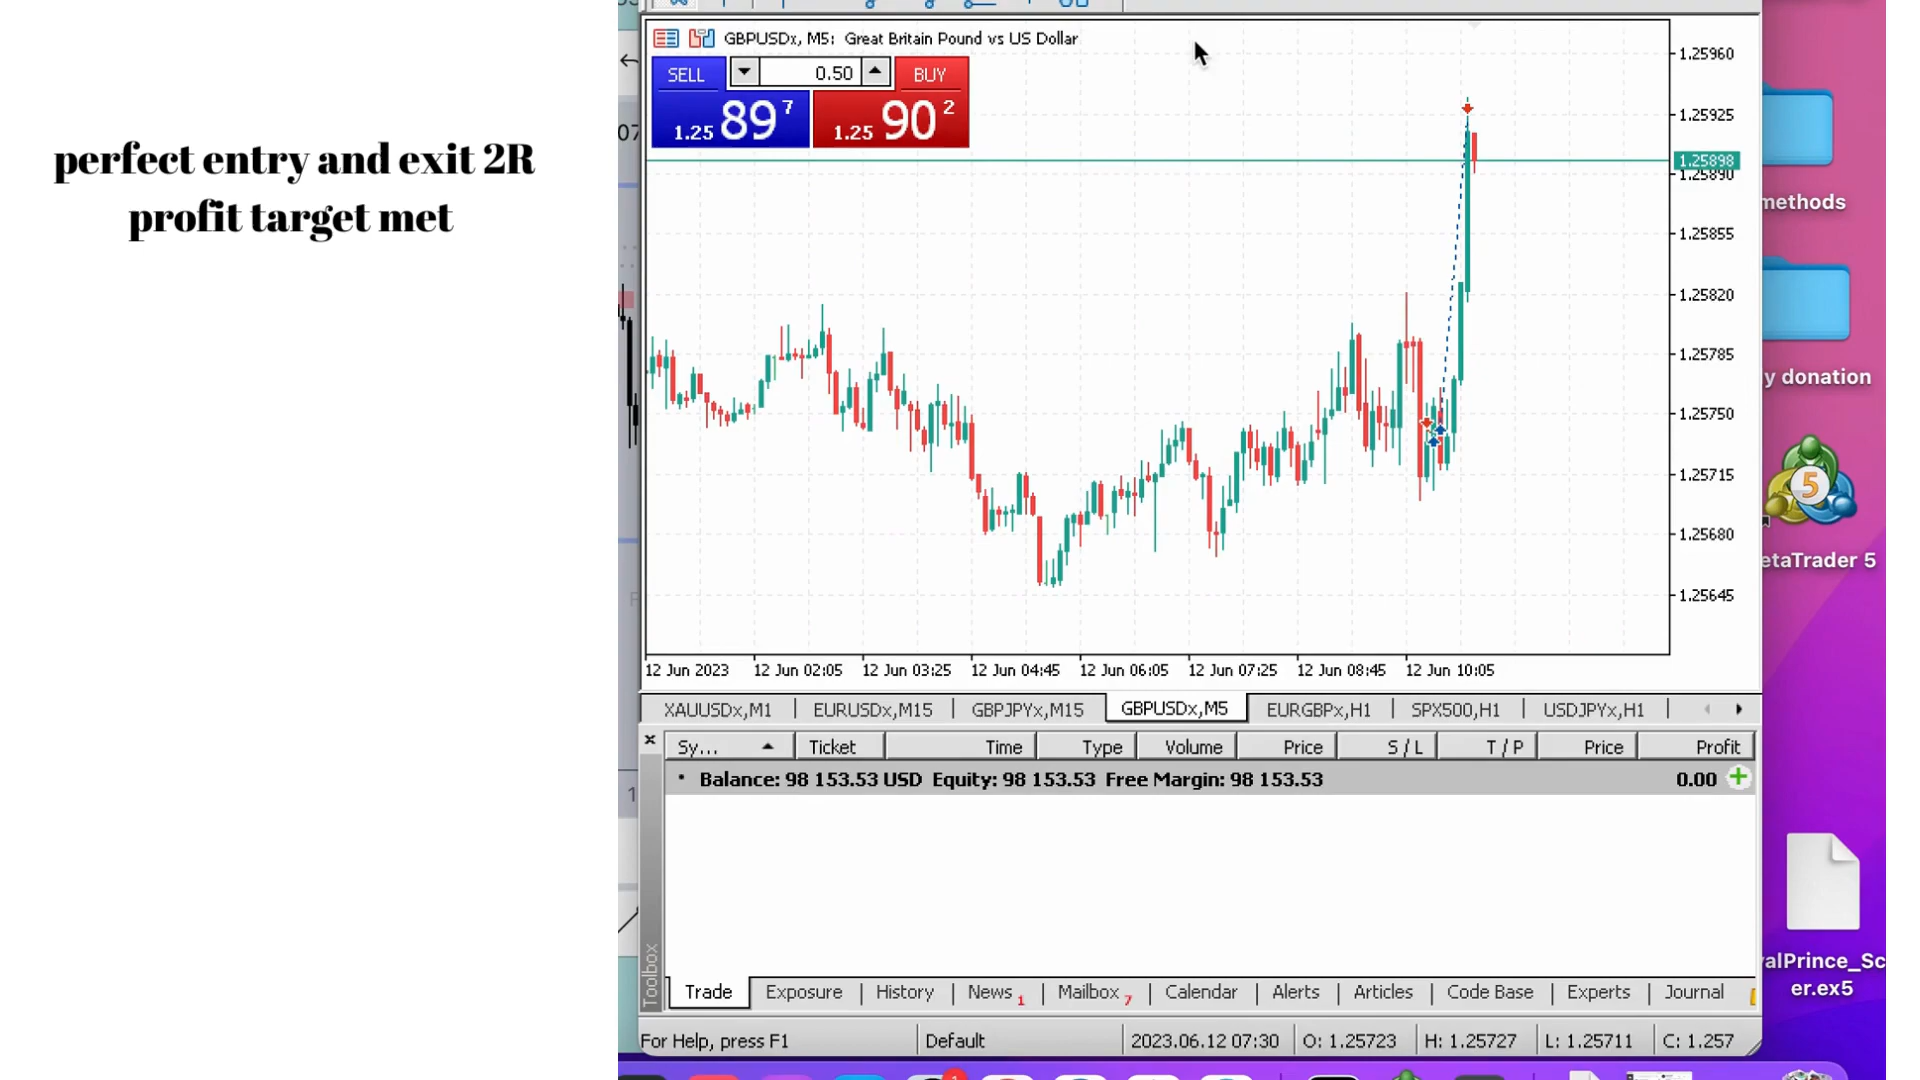 perfect entry and exit 2R
profit target met
GBPUSDx, M5: Great Britain Pound vs US Dollar
SELL 0.50 BUY
1.25 89 7 1.25 90 2
1.25960
1.25925
1.25898
1.25890
1.25855
1.25820
1.25785
1.25750
1.25715
1.25680
1.25645
12 Jun 2023 12 Jun 02:05 12 Jun 03:25 12 Jun 04:45 12 Jun 06:05 12 Jun 07:25 12 Jun 08:45 12 Jun 10:05
XAUUSDx,M1 EURUSDx,M15 GBPJPYx,M15 GBPUSDx,M5 EURGBPx,H1 SPX500,H1 USDJPYx,H1
Sy... Ticket Time Type Volume Price S / L T / P Price Profit
Balance: 98 153.53 USD Equity: 98 153.53 Free Margin: 98 153.53 0.00
Toolbox
Trade Exposure History News 1 Mailbox 7 Calendar Alerts Articles Code Base Experts Journal
For Help, press F1 Default 2023.06.12 07:30 O: 1.25723 H: 1.25727 L: 1.25711 C: 1.257
07
1
methods
y donation
5
etaTrader 5
valPrince_Sc
er.ex5